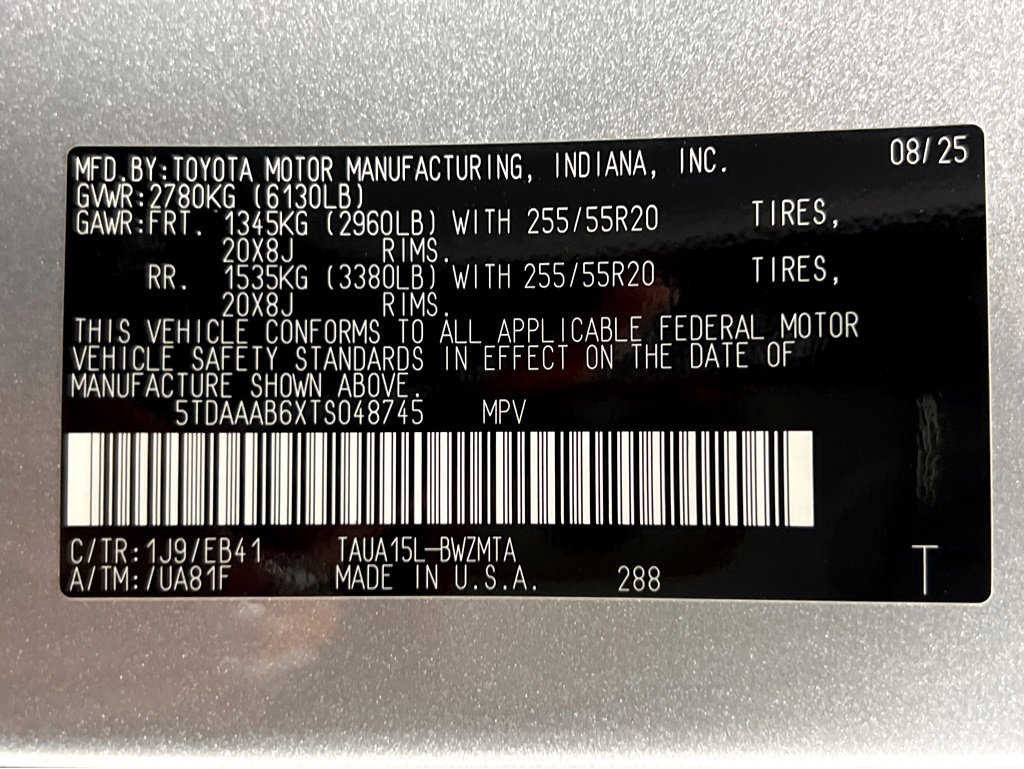 MFD.BY:TOYOTA MOTOR MANUFACTURING, INDIANA, INC. 08/25
GVWR:2780KG (6130LB)
GAWR:FRT. 1345KG (2960LB) WITH 255/55R20 TIRES,
20X8J RIMS.
RR. 1535KG (3380LB) WITH 255/55R20 TIRES,
20X8J RIMS.
THIS VEHICLE CONFORMS TO ALL APPLICABLE FEDERAL MOTOR
VEHICLE SAFETY STANDARDS IN EFFECT ON THE DATE OF
MANUFACTURE SHOWN ABOVE.
5TDAAAB6XTS048745 MPV
C/TR:1J9/EB41 TAUA15L-BWZMTA
A/TM:/UA81F MADE IN U.S.A. 288 T